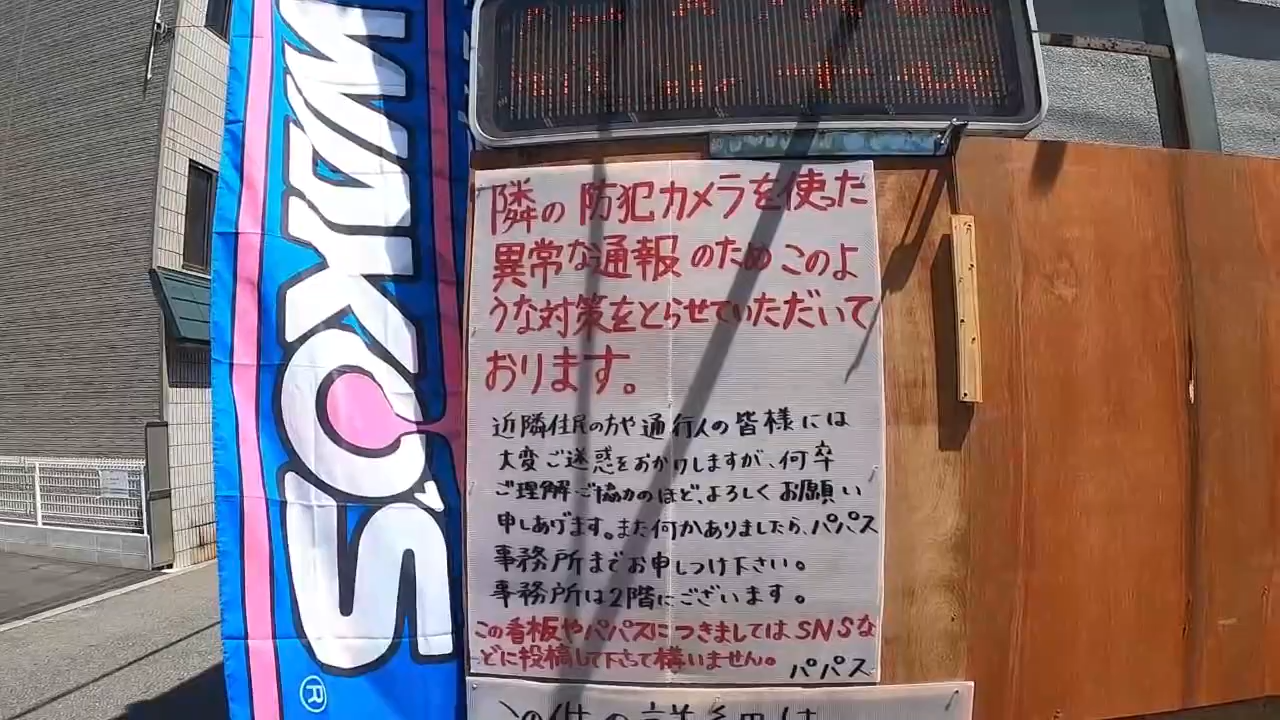 WAKO'S
®
隣の防犯カメラを使った
異常な通報のためこのよ
うな対策をとらせていただいて
おります。
近隣住民の方や通行人の皆様には
大変ご迷惑をおかけしますが、何卒
ご理解ご協力のほど、よろしくお願い
申しあげます。また何かありましたら、パパス
事務所までお申しつけ下さい。
事務所は2階にございます。
この看板やパパスにつきましてはSNSな
どに投稿して下さって構いません。
パパス
この件の詳細は